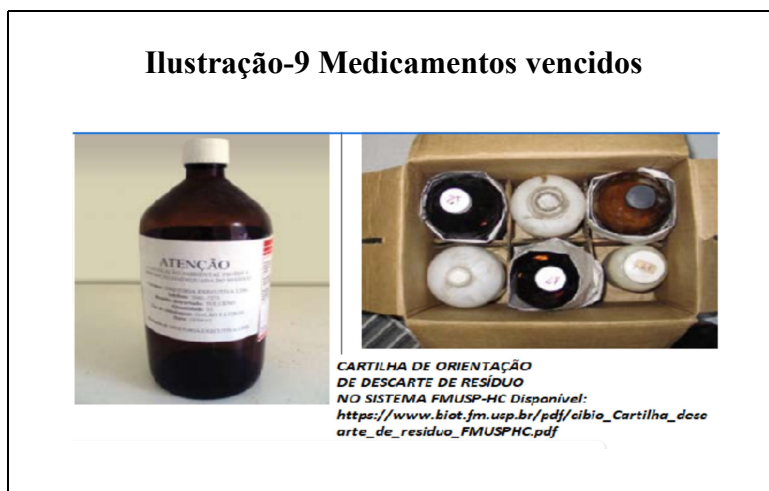 Ilustração-9 Medicamentos vencidos
ATENÇÃO
CARTILHA DE ORIENTAÇÃO
DE DESCARTE DE RESÍDUO
NO SISTEMA FMUSP-HC Disponível:
https://www.biot.fm.usp.br/pdf/cibio_Cartilha_desc
arte_de_residuo_FMUSPHC.pdf